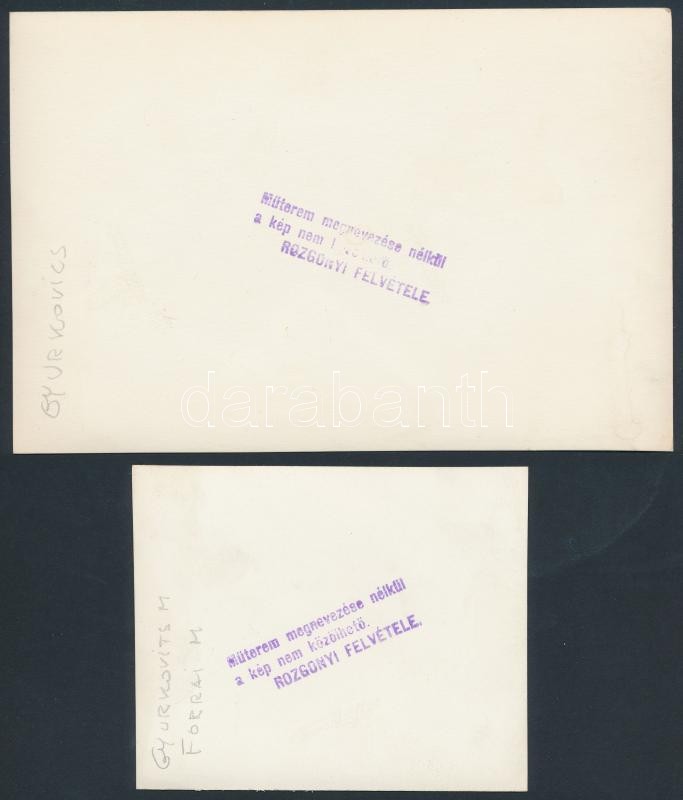 Műterem megnevezése nélkül
a kép nem
ROZGONYI FELVÉTELE.
GYURKOVICS
darabanth
Műterem megnevezése nélkül
a kép nem közölhető.
ROZGONYI FELVÉTELE.
GYURKOVITS M
FORRAI M